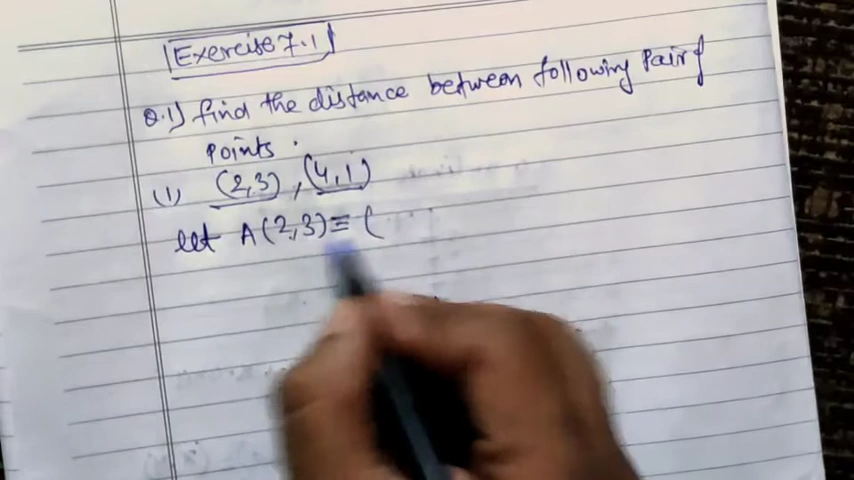 Exercise 7.1
Q.1) find the distance between following Pair of
points.
(1) (2,3), (4,1)
let A(2,3) ≡ (